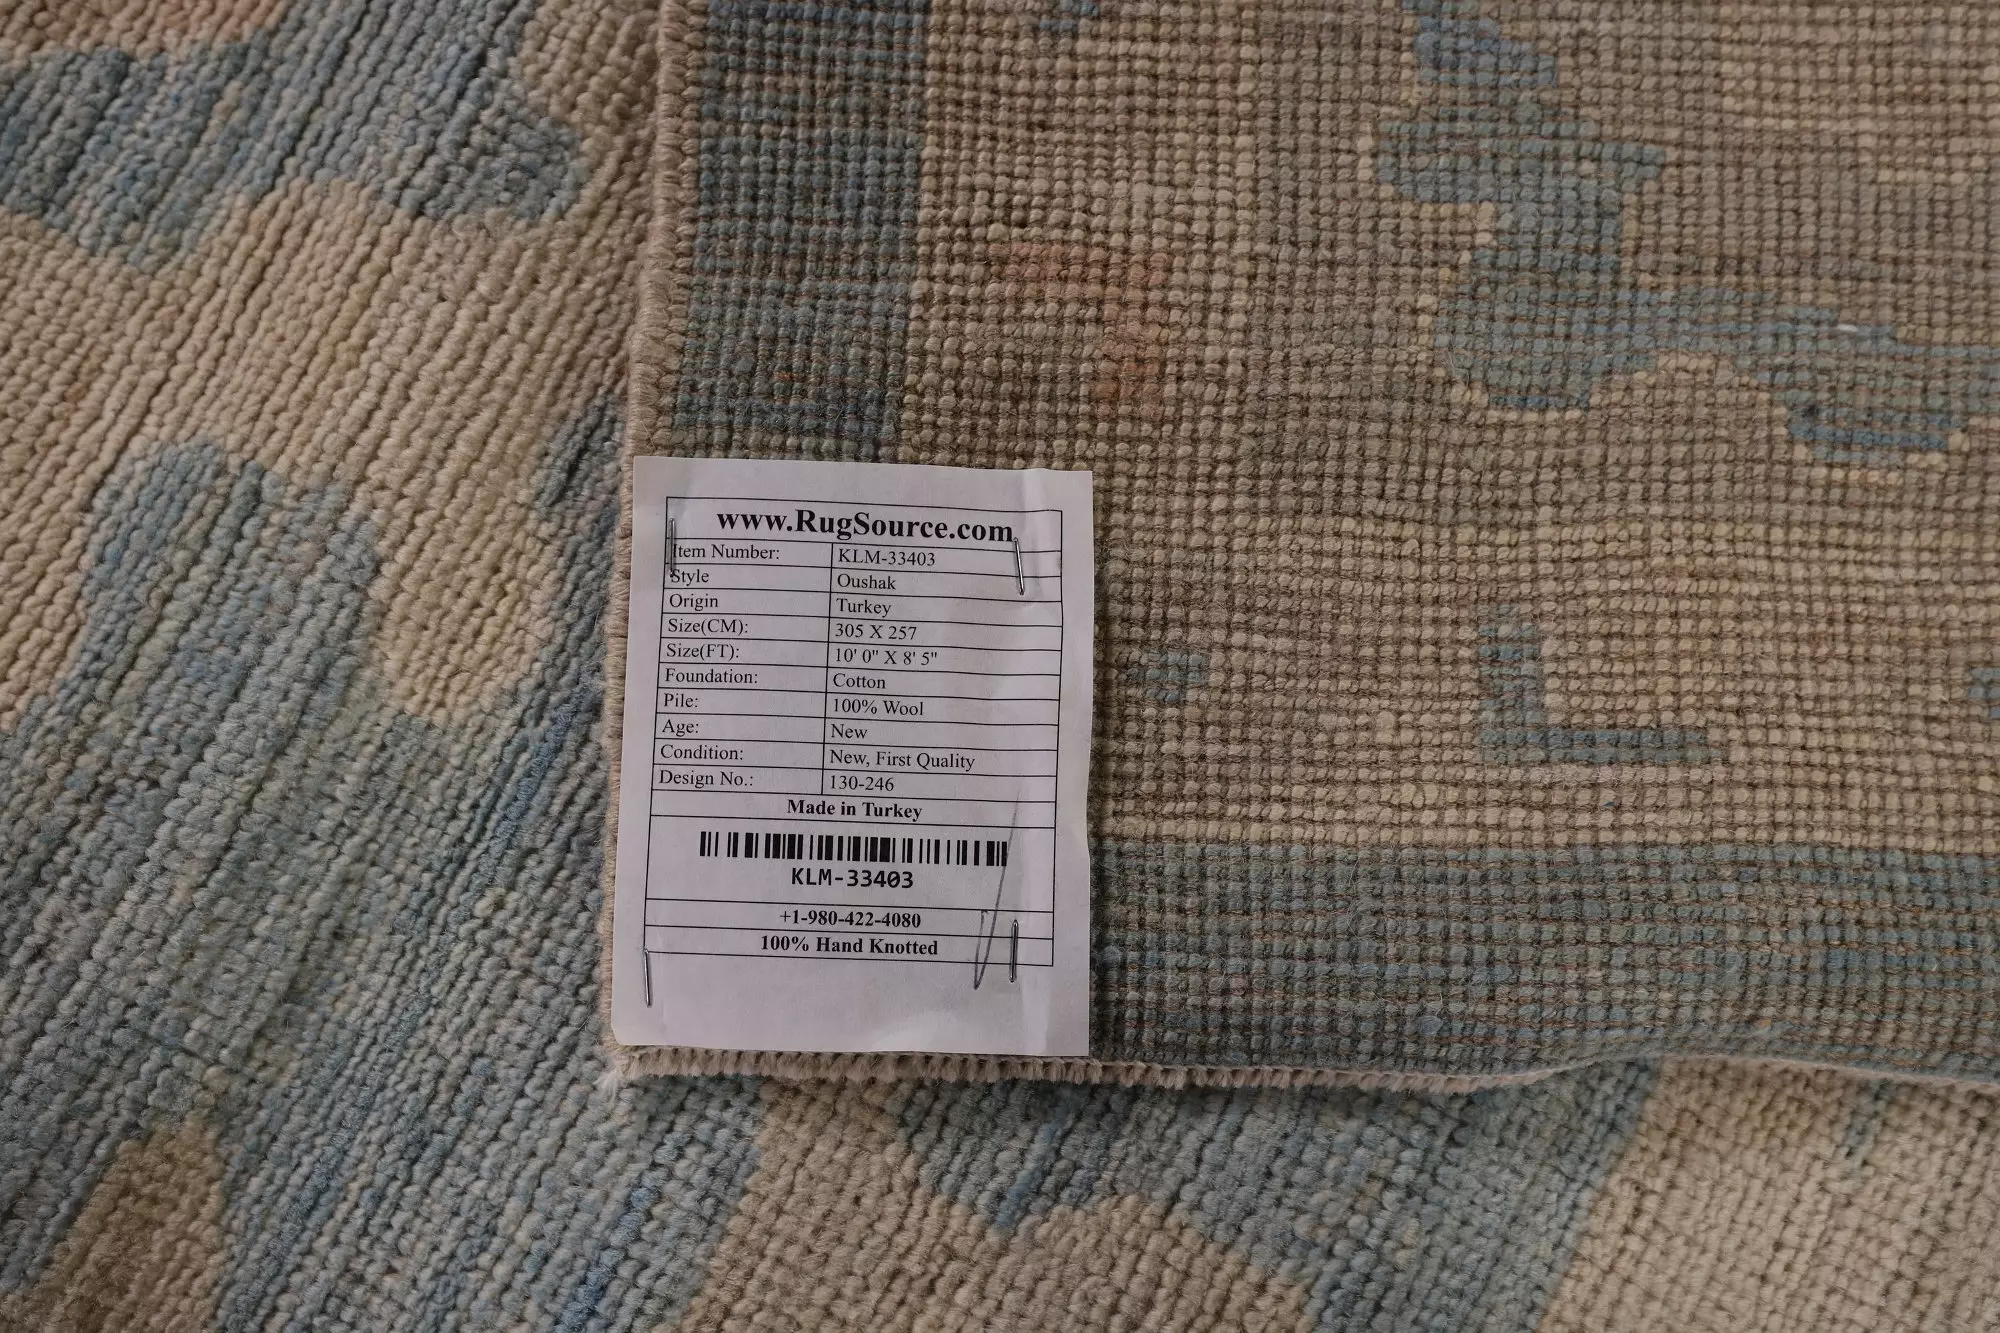 www.RugSource.com
Item Number: KLM-33403
Style Oushak
Origin Turkey
Size(CM): 305 X 257
Size(FT): 10' 0" X 8' 5"
Foundation: Cotton
Pile: 100% Wool
Age: New
Condition: New, First Quality
Design No.: 130-246
Made in Turkey
KLM-33403
+1-980-422-4080
100% Hand Knotted